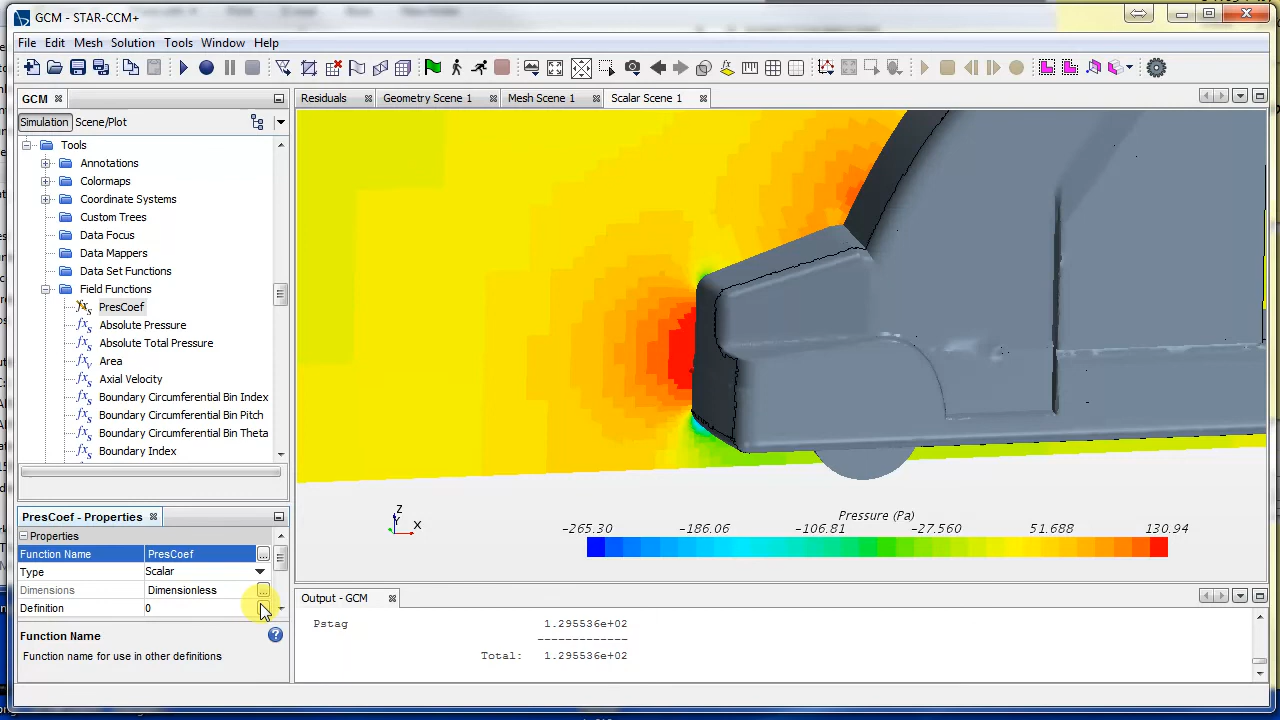 GCM - STAR-CCM+
File Edit Mesh Solution Tools Window Help
GCM
Residuals Geometry Scene 1 Mesh Scene 1 Scalar Scene 1
Simulation Scene/Plot
Tools
Annotations
Colormaps
Coordinate Systems
Custom Trees
Data Focus
Data Mappers
Data Set Functions
Field Functions
PresCoef
Absolute Pressure
Absolute Total Pressure
Area
Axial Velocity
Boundary Circumferential Bin Index
Boundary Circumferential Bin Pitch
Boundary Circumferential Bin Theta
Boundary Index
PresCoef - Properties
Properties
Function Name PresCoef
Type Scalar
Dimensions Dimensionless
Definition 0
Function Name
Function name for use in other definitions
Z
Y
X
Pressure (Pa)
-265.30 -186.06 -106.81 -27.560 51.688 130.94
Output - GCM
Pstag 1.295536e+02
-------------
Total: 1.295536e+02